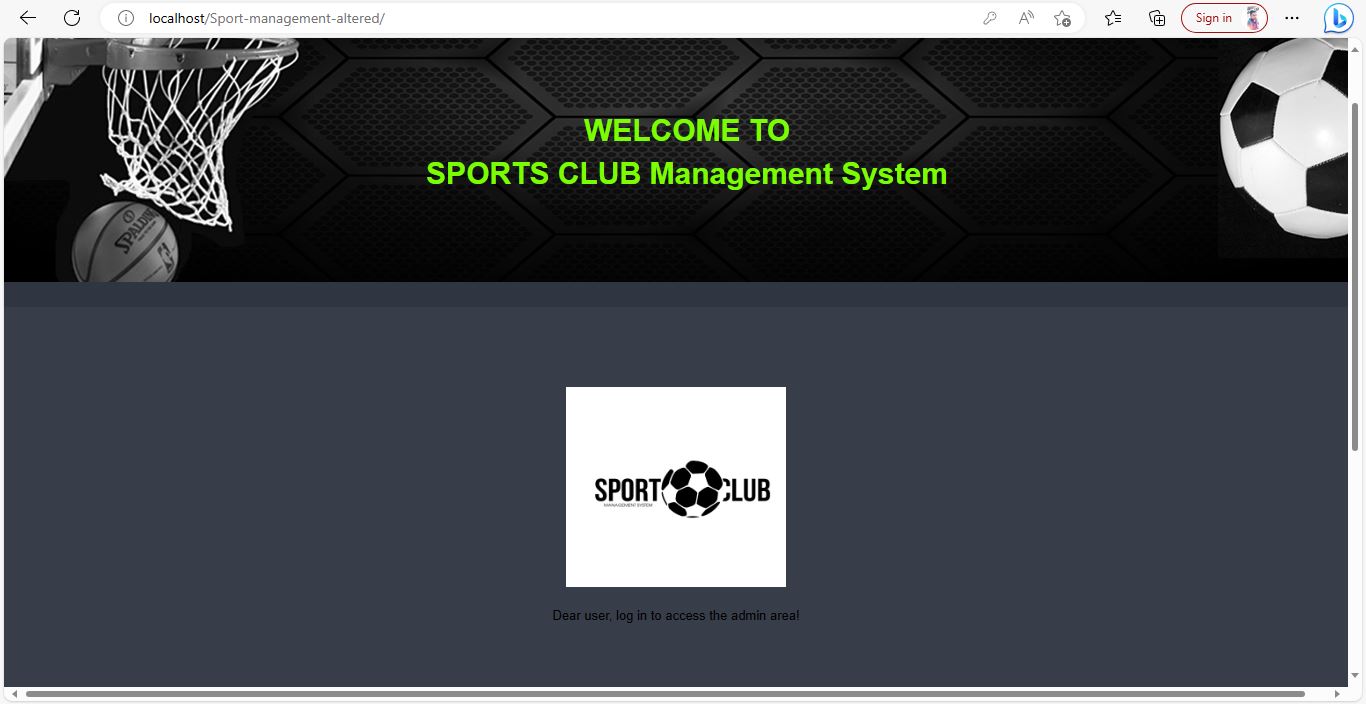 localhost/Sport-management-altered/
Sign in
SPALDING
WELCOME TO
SPORTS CLUB Management System
SPORT CLUB
MANAGEMENT SYSTEM
Dear user, log in to access the admin area!